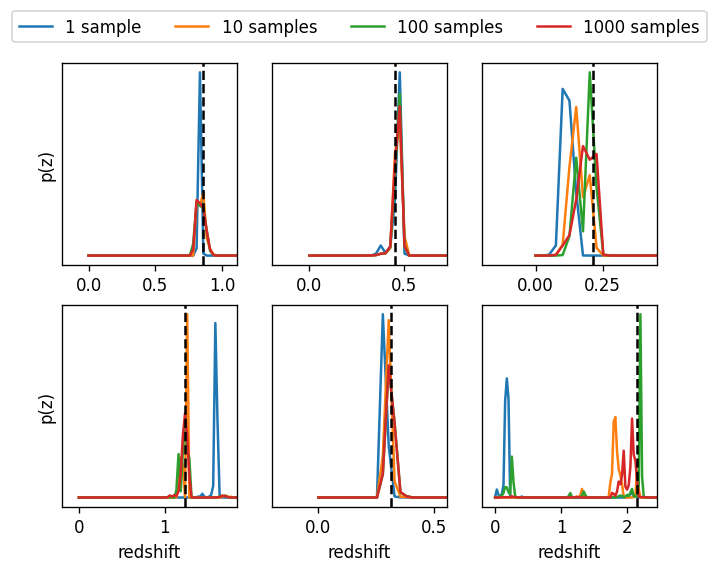 1 sample 10 samples 100 samples 1000 samples
p(z)
0.0 0.5 1.0 0.0 0.5 0.00 0.25
p(z)
0 1 0.0 0.5 0 1 2
redshift redshift redshift